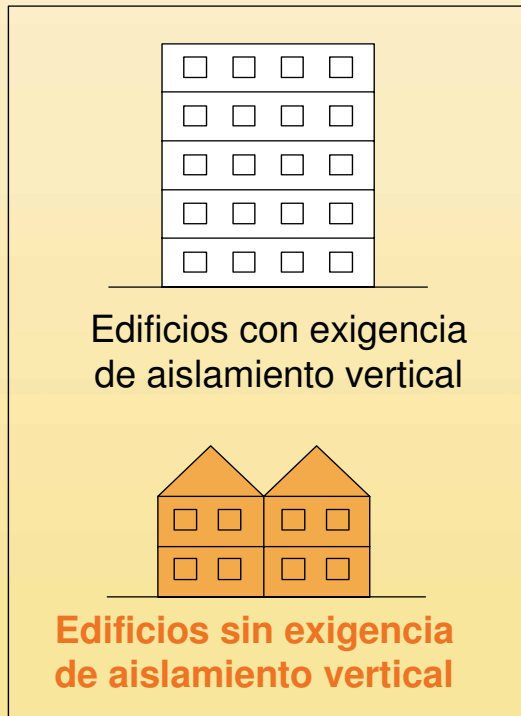 Edificios con exigencia
de aislamiento vertical
Edificios sin exigencia
de aislamiento vertical